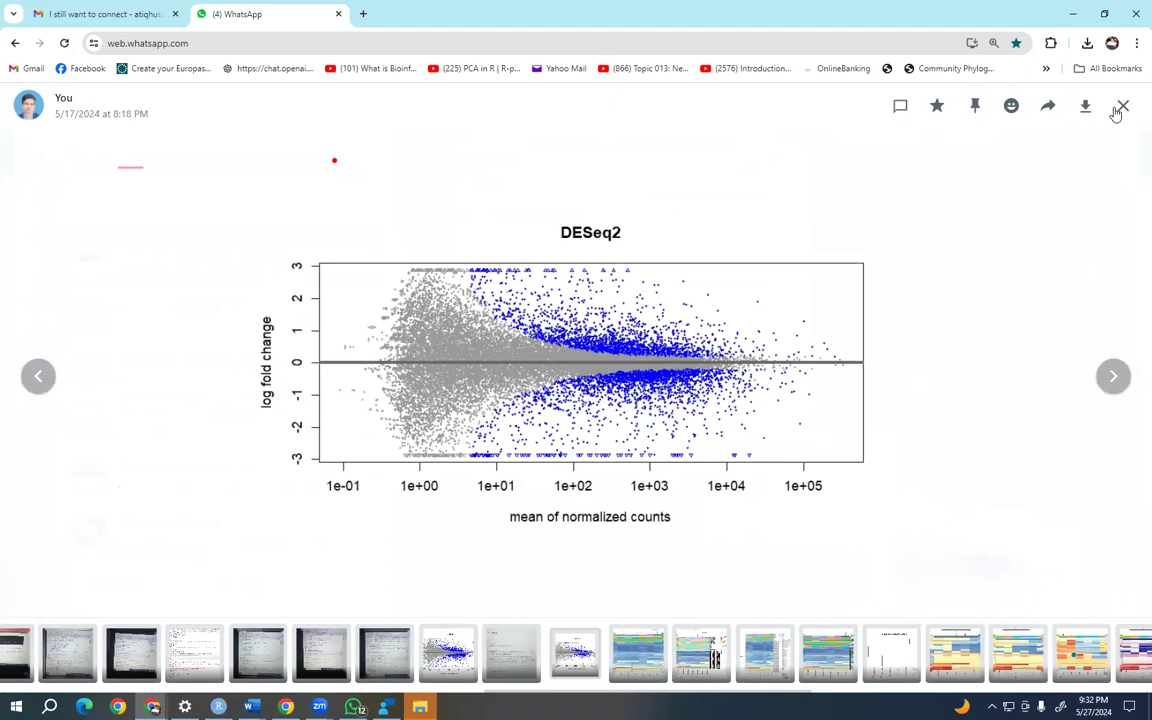 I still want to connect - atiqhus
(4) WhatsApp
web.whatsapp.com
Gmail
Facebook
Create your Europas...
https://chat.openai....
(101) What is Bioinf...
(225) PCA in R | R-p...
Yahoo Mail
(866) Topic 013: Ne...
(2576) Introduction...
OnlineBanking
Community Phylog...
»
All Bookmarks
You
5/17/2024 at 8:18 PM
DESeq2
log fold change
3
2
1
0
-1
-2
-3
1e-01 1e+00 1e+01 1e+02 1e+03 1e+04 1e+05
mean of normalized counts
12
9:32 PM
5/27/2024